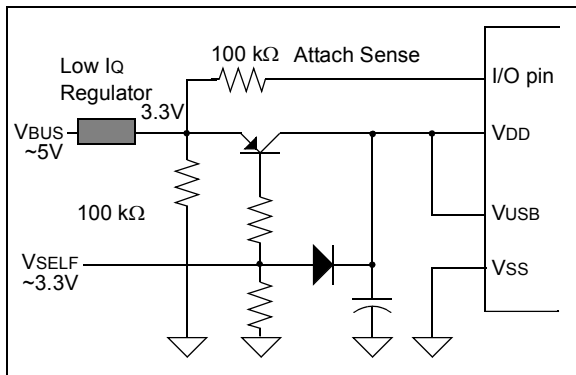 100 kΩ Attach Sense
Low IQ
Regulator
3.3V
I/O pin
VBUS
~5V
VDD
100 kΩ
VUSB
VSELF
~3.3V
VSS